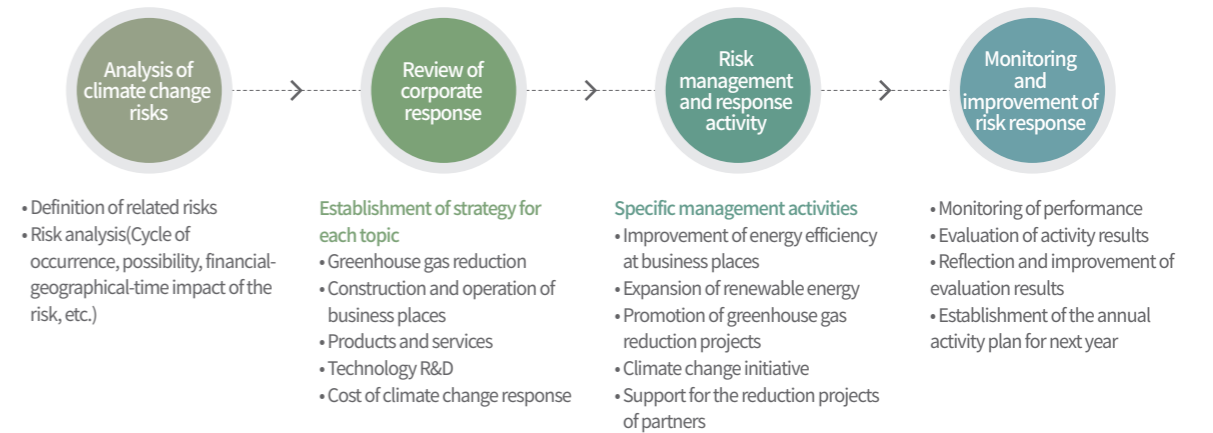 Analysis of
climate change
risks
Review of
corporate
response
Risk
management
and response
activity
Monitoring
and
improvement of
risk response
• Definition of related risks
• Risk analysis(Cycle of
occurrence, possibility, financial-
geographical-time impact of the
risk, etc.)
Establishment of strategy for
each topic
• Greenhouse gas reduction
• Construction and operation of
business places
• Products and services
• Technology R&D
• Cost of climate change response
Specific management activities
• Improvement of energy efficiency
at business places
• Expansion of renewable energy
• Promotion of greenhouse gas
reduction projects
• Climate change initiative
• Support for the reduction projects
of partners
• Monitoring of performance
• Evaluation of activity results
• Reflection and improvement of
evaluation results
• Establishment of the annual
activity plan for next year